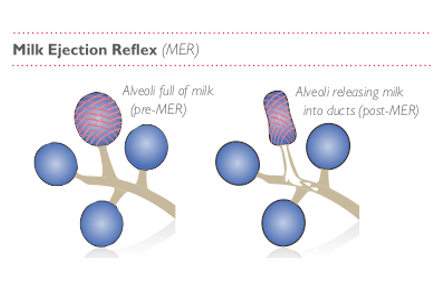 Milk Ejection Reflex (MER)
Alveoli full of milk
(pre-MER)
Alveoli releasing milk
into ducts (post-MER)